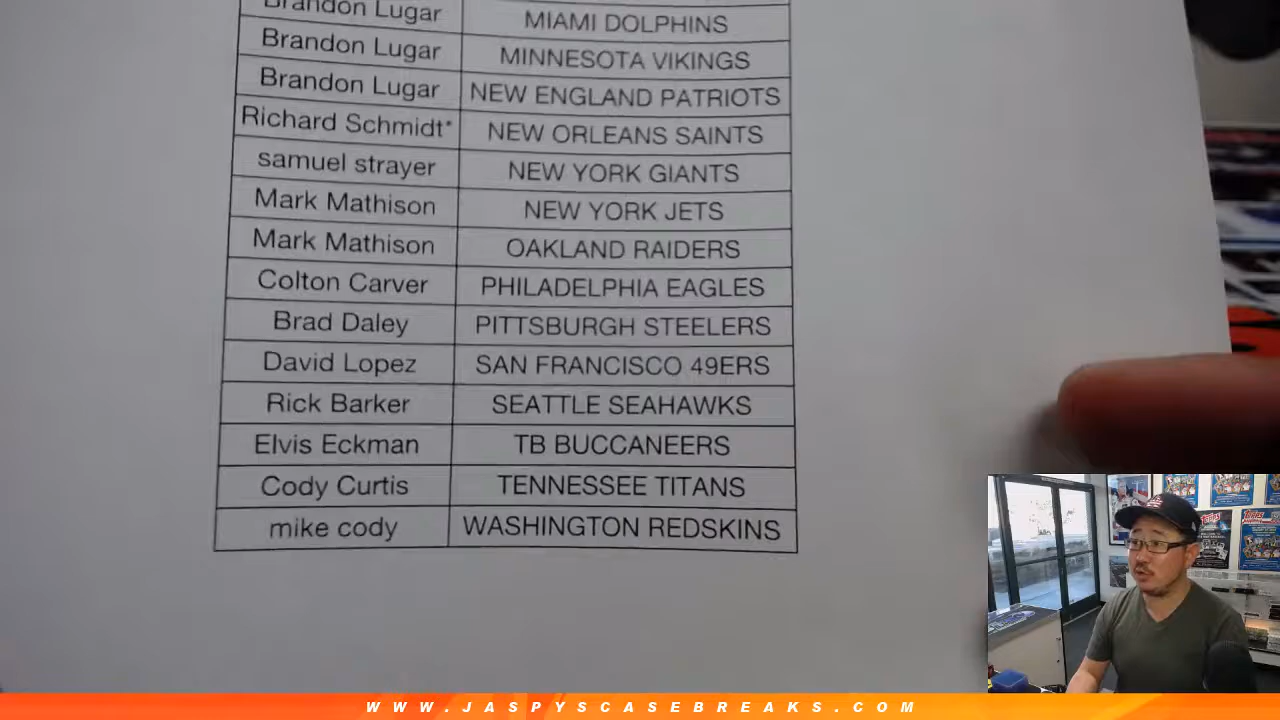 Brandon Lugar MIAMI DOLPHINS
Brandon Lugar MINNESOTA VIKINGS
Brandon Lugar NEW ENGLAND PATRIOTS
Richard Schmidt* NEW ORLEANS SAINTS
samuel strayer NEW YORK GIANTS
Mark Mathison NEW YORK JETS
Mark Mathison OAKLAND RAIDERS
Colton Carver PHILADELPHIA EAGLES
Brad Daley PITTSBURGH STEELERS
David Lopez SAN FRANCISCO 49ERS
Rick Barker SEATTLE SEAHAWKS
Elvis Eckman TB BUCCANEERS
Cody Curtis TENNESSEE TITANS
mike cody WASHINGTON REDSKINS
WWW.JASPYSCASEBREAKS.COM